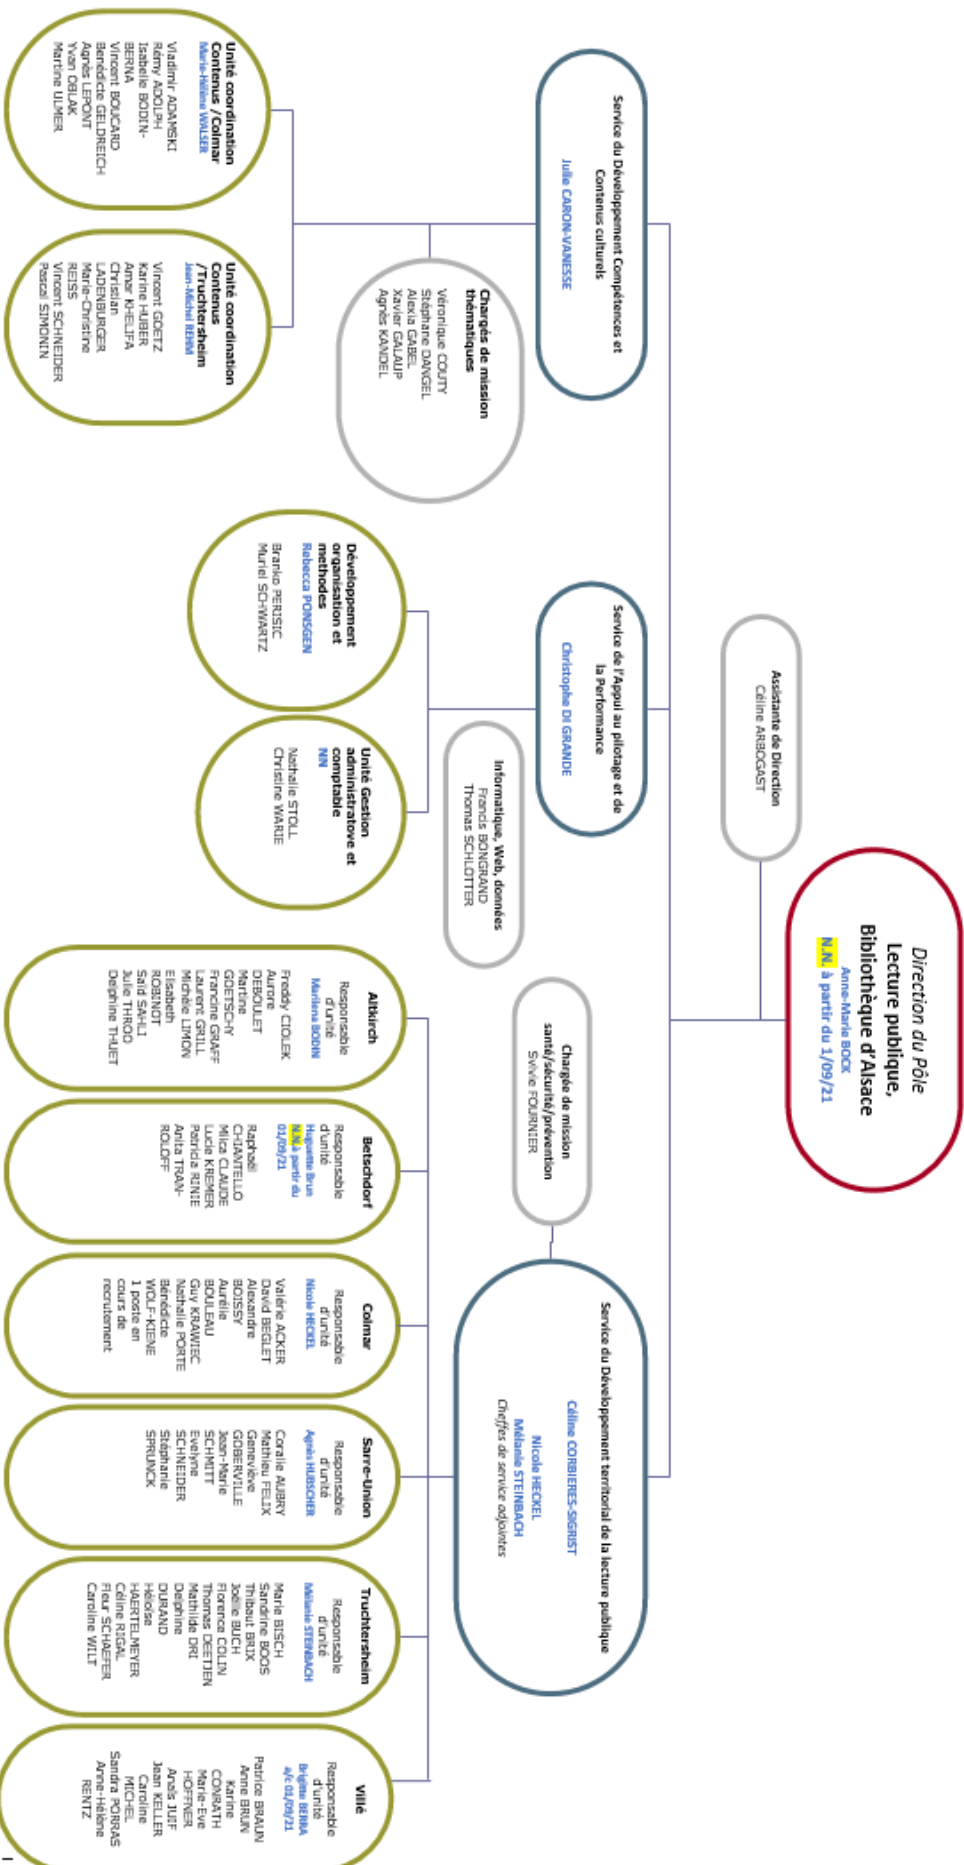 Direction du Pôle
Lecture publique,
Bibliothèque d'Alsace
Anne-Marie BOCK
N.N. à partir du 1/09/21
Assistante de Direction
Céline ARBOGAST
Service du Développement Compétences et
Contenus culturels
Julie CARON-VANESSE
Service de l'Appui au pilotage et de
la Performance
Christophe DI GRANDE
Service du Développement territorial de la lecture publique
Céline CORBIERES-SIGRIST
Nicole HECKEL
Mélanie STEINBACH
Cheffes de service adjointes
Chargée de mission
santé/sécurité/prévention
Sylvie FOURNIER
Chargés de mission
thématiques
Véronique COUTY
Stéphane DANGEL
Alexia GABEL
Xavier GALAUP
Agnès KANDEL
Informatique, Web, données
Francis BONGRAND
Thomas SCHLOTTER
Unité coordination
Contenus /Colmar
Marie-Hélène WALSER
Vladimir ADAMSKI
Rémy ADOLPH
Isabelle BODIN-
BERNA
Vincent BOUCARD
Benédicte GELDREICH
Agnès LEPONT
Yvan OBLAK
Martine ULMER
Unité coordination
Contenus
/Truchtersheim
Jean-Michel REHM
Vincent GOETZ
Karine HUBER
Amar KHELIFA
Christian
LADENBURGER
Marie-Christine
REISS
Vincent SCHNEIDER
Pascal SIMONIN
Développement
organisation et
methodes
Rebecca PONSGEN
Branko PERISIC
Muriel SCHWARTZ
Unité Gestion
administratove et
comptable
NN
Nathalie STOLL
Christine WARIE
Altkirch
Responsable
d'unité
Marilena BODIN
Freddy CIOLEK
Aurore
DEBOULET
Martine
GOETSCHY
Francine GRAFF
Laurent GRILL
Michèle LIMON
Elisabeth
ROBINOT
Saïd SAHLI
Julie THROO
Delphine THUET
Betschdorf
Responsable
d'unité
Huguette Brun
N.N. à partir du
01/09/21
Raphaël
CHIANTELLO
Milca CLAUDE
Lucie KREMER
Patricia RINIE
Anita TRAN-
ROLOFF
Colmar
Responsable
d'unité
Nicole HECKEL
Valérie ACKER
David BEGLET
Alexandre
BOISSY
Aurélie
BOULEAU
Guy KRAWIEC
Nathalie PORTE
Bénédicte
WOLF-KIENE
1 poste en
cours de
recrutement
Sarre-Union
Responsable
d'unité
Agnès HUBSCHER
Coralie AUBRY
Mathieu FELIX
Geneviève
GOBERVILLE
Jean-Marie
SCHMITT
Evelyne
SCHNEIDER
Stéphanie
SPRUNCK
Truchtersheim
Responsable
d'unité
Mélanie STEINBACH
Marie BISCH
Sandrine BOOS
Thibaut BRIX
Joëlle BUCH
Florence COLIN
Thomas DEETJEN
Mathilde DRI
Delphine
DURAND
Héloïse
HAERTELMEYER
Céline RIGAL
Fleur SCHAEFER
Caroline WILT
Villé
Responsable
d'unité
Brigitte BERRA
a/c 01/09/21
Patrice BRAUN
Anne BRUN
Karine
CONRATH
Marie-Eve
HOFFNER
Anaïs JUIF
Jean KELLER
Caroline
MICHEL
Sandra PORRAS
Anne-Hélène
RENTZ